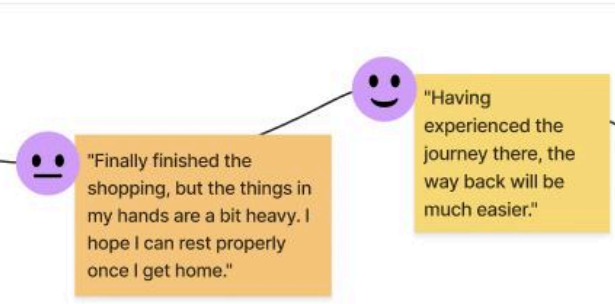 "Finally finished the
shopping, but the things in
my hands are a bit heavy. I
hope I can rest properly
once I get home."
"Having
experienced the
journey there, the
way back will be
much easier."